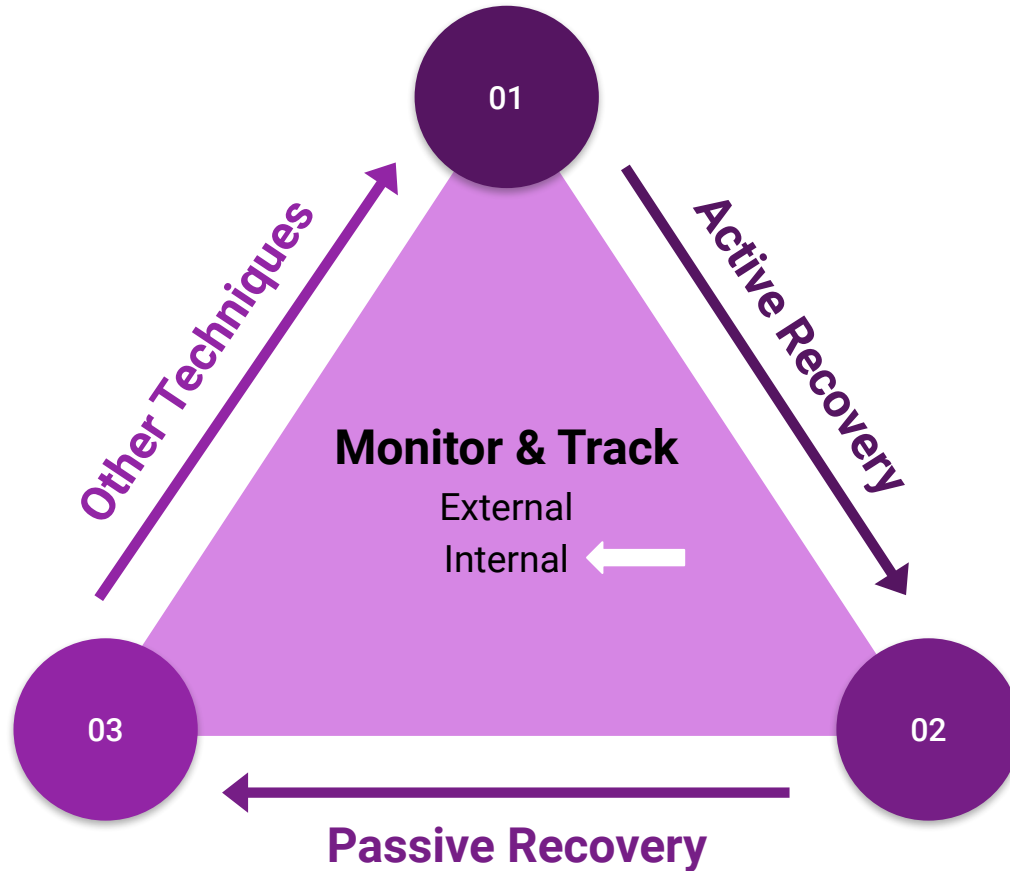 01
Other Techniques
Active Recovery
Monitor & Track
External
Internal
03
02
Passive Recovery